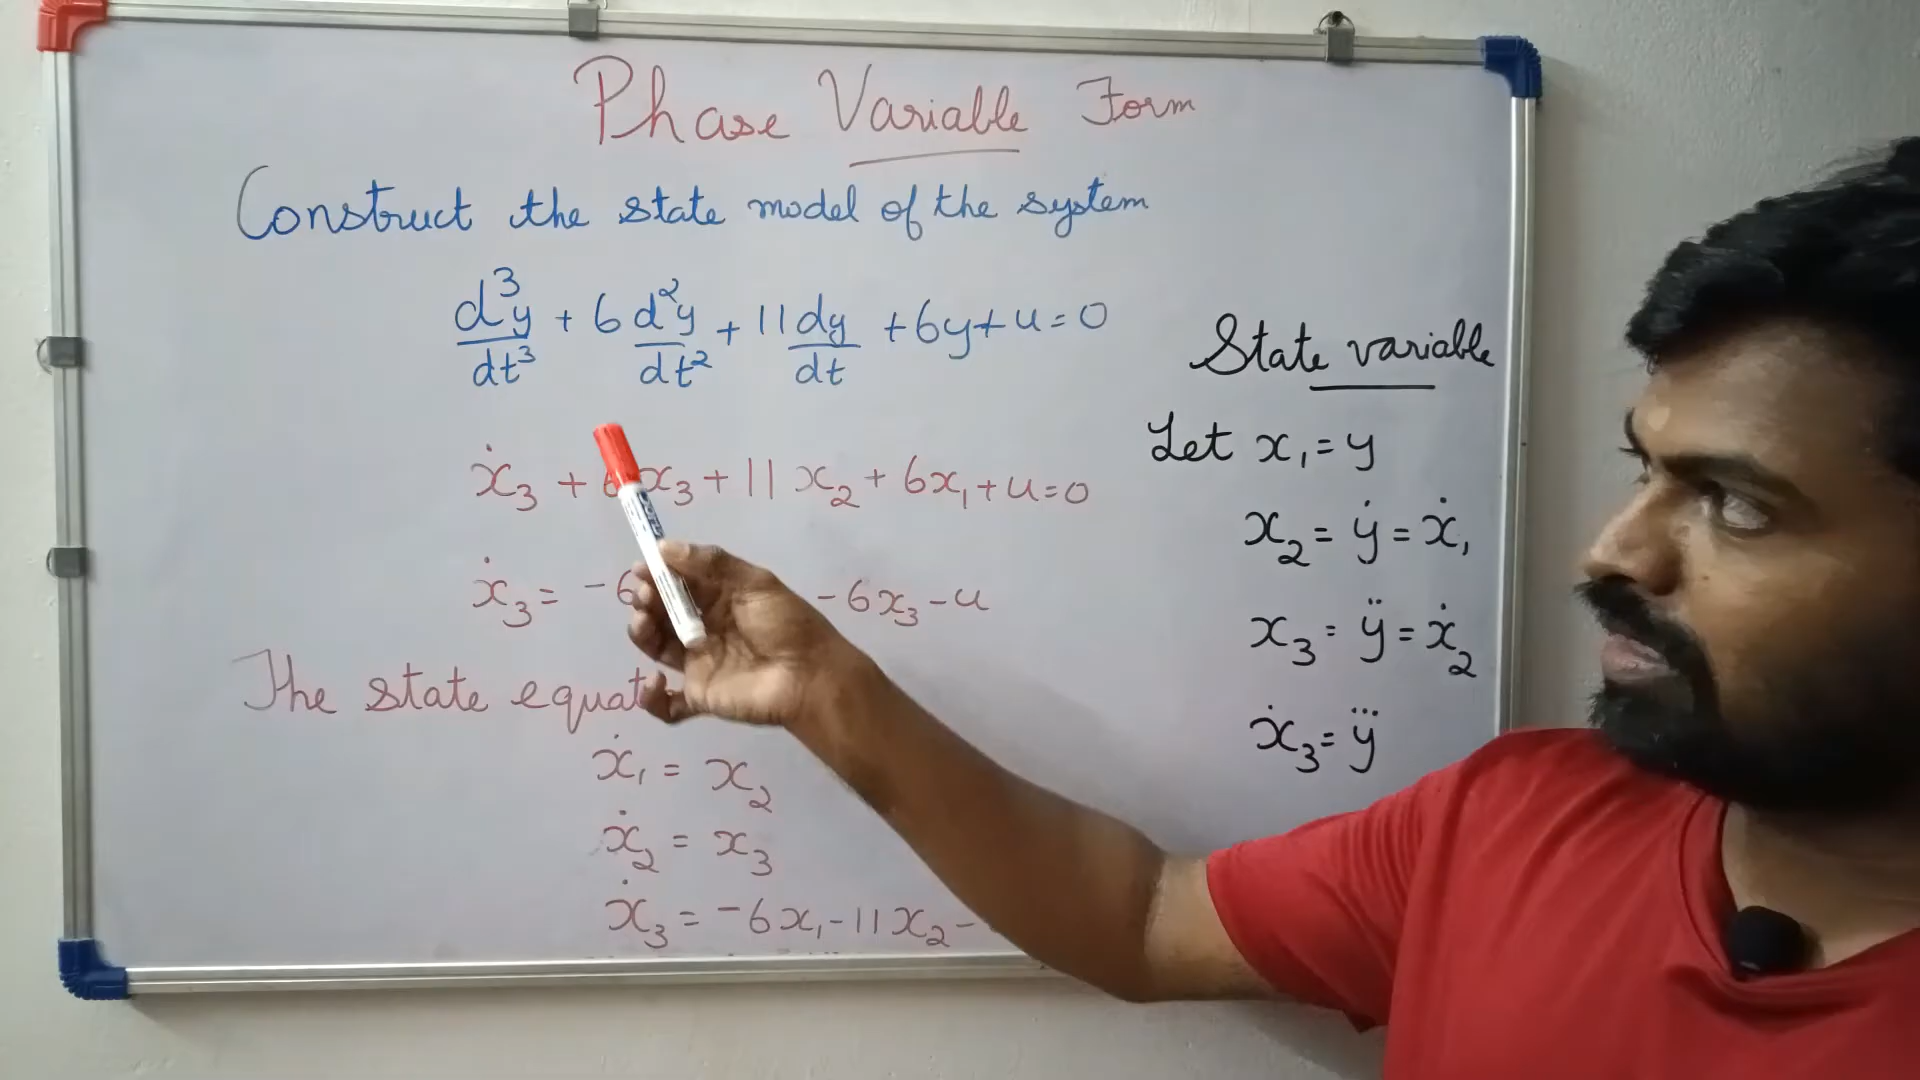 Phase Variable Form
Construct the state model of the system
d³y/dt³ + 6 d²y/dt² + 11 dy/dt + 6y + u = 0
ẋ₃ + 6x₃ + 11x₂ + 6x₁ + u = 0
ẋ₃ = -6 - 6x₃ - u
The state
ẋ₁ = x₂
ẋ₂ = x₃
ẋ₃ = -6x₁ - 11x₂ -
State variable
Let x₁ = y
x₂ = ẏ = ẋ₁
x₃ = ÿ = ẋ₂
ẋ₃ = y⃛